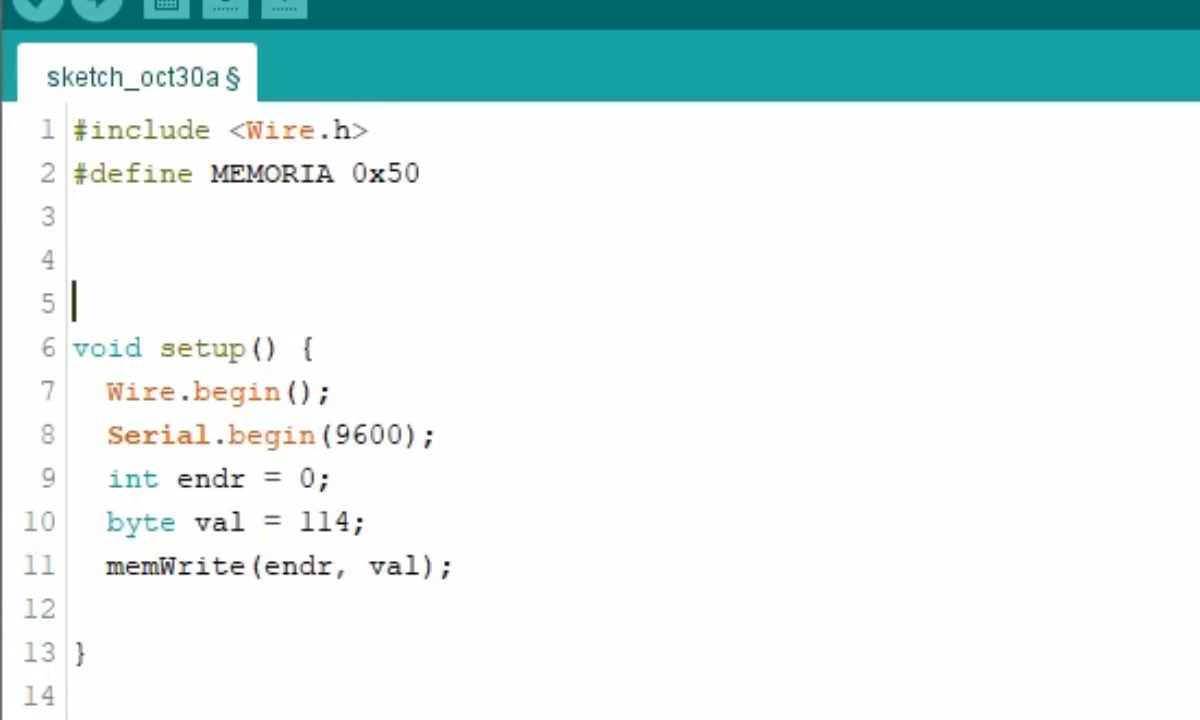 sketch_oct30a §
1 #include <Wire.h>
2 #define MEMORIA 0x50
3
4
5
6 void setup() {
7 Wire.begin();
8 Serial.begin(9600);
9 int endr = 0;
10 byte val = 114;
11 memWrite(endr, val);
12
13 }
14